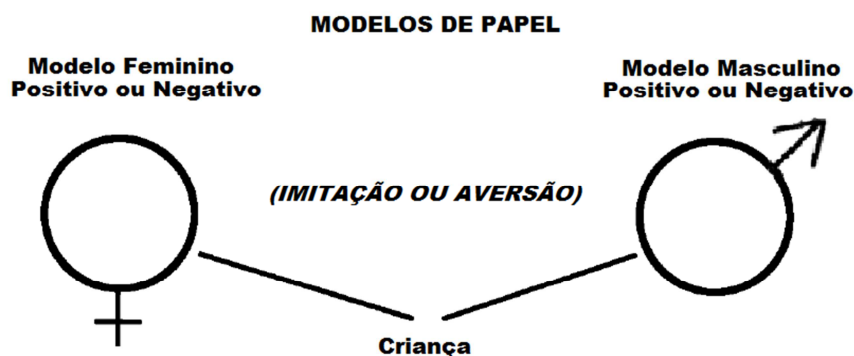 MODELOS DE PAPEL
Modelo Feminino
Positivo ou Negativo
Modelo Masculino
Positivo ou Negativo
(IMITAÇÃO OU AVERSÃO)
Criança